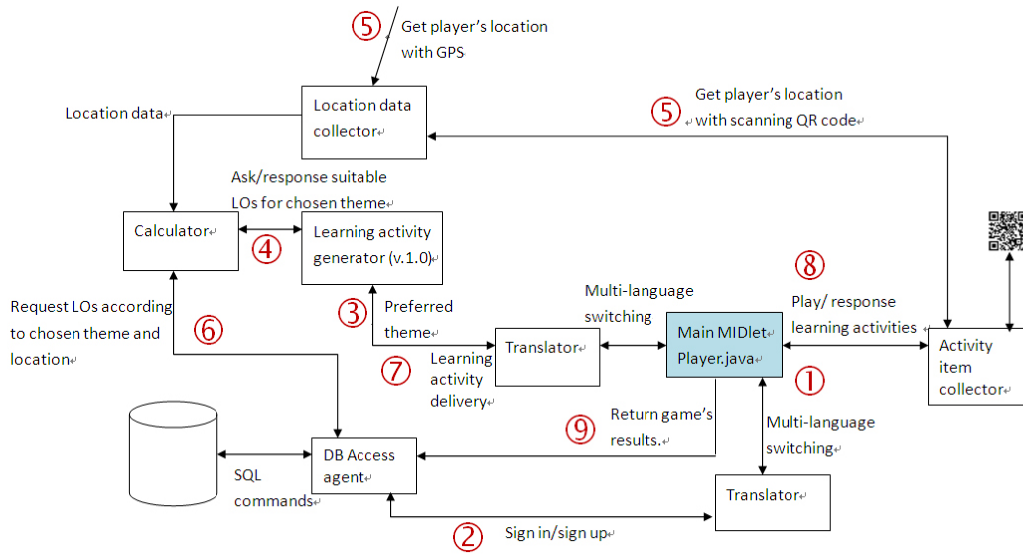 ⑤
Get player's location
with GPS
Get player's location
⑤
with scanning QR code
Location data
Location data
collector
Ask/response suitable
LOs for chosen theme
Calculator
④
Learning activity
generator (v.1.0)
⑧
Request LOs according
to chosen theme and
location
⑥
③
Preferred
theme
Multi-language
switching
Play/ response
learning activities
Translator
Main MIDlet
Player.java
Activity
item
collector
⑦
Learning
activity
delivery
①
⑨
Return game's
results.
Multi-language
switching
DB Access
agent
SQL
commands
Translator
②
Sign in/sign up